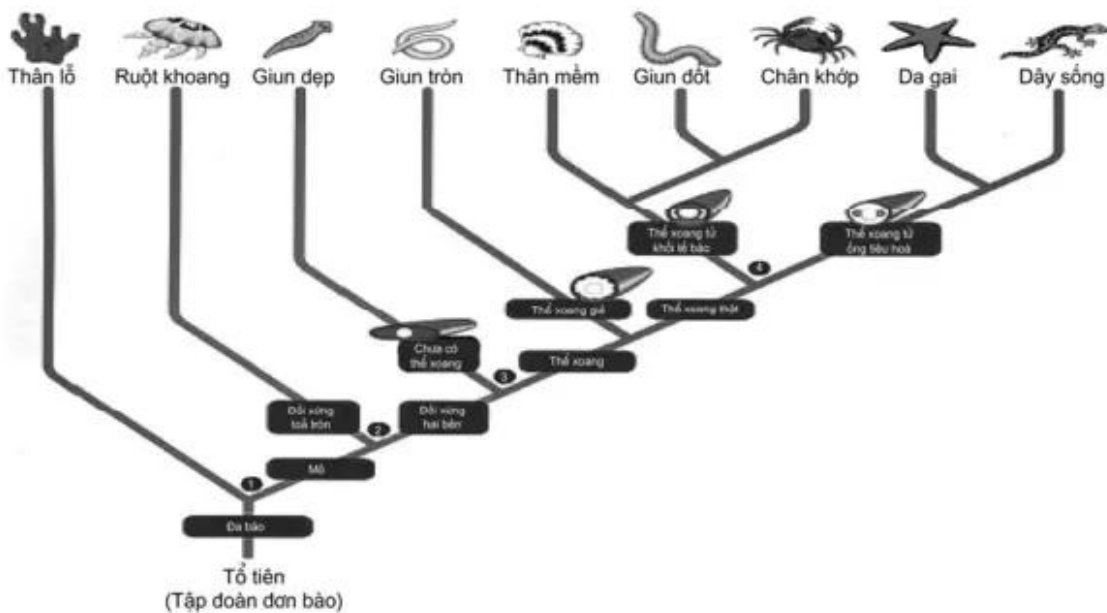 Thân lỗ
Ruột khoang
Giun dẹp
Giun tròn
Thân mềm
Giun đốt
Chân khớp
Da gai
Dây sống
Thể xoang từ
khối tế bào
Thể xoang từ
ống tiêu hoá
4
Thể xoang giả
Thể xoang thật
Chưa có
thể xoang
3
Thể xoang
Đối xứng
toả tròn
2
Đối xứng
hai bên
1
Mô
Đa bào
Tổ tiên
(Tập đoàn đơn bào)